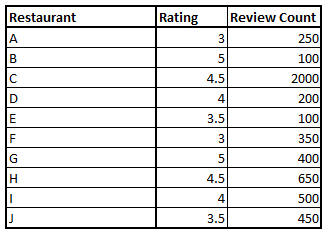 Restaurant Rating Review Count
A 3 250
B 5 100
C 4.5 2000
D 4 200
E 3.5 100
F 3 350
G 5 400
H 4.5 650
I 4 500
J 3.5 450